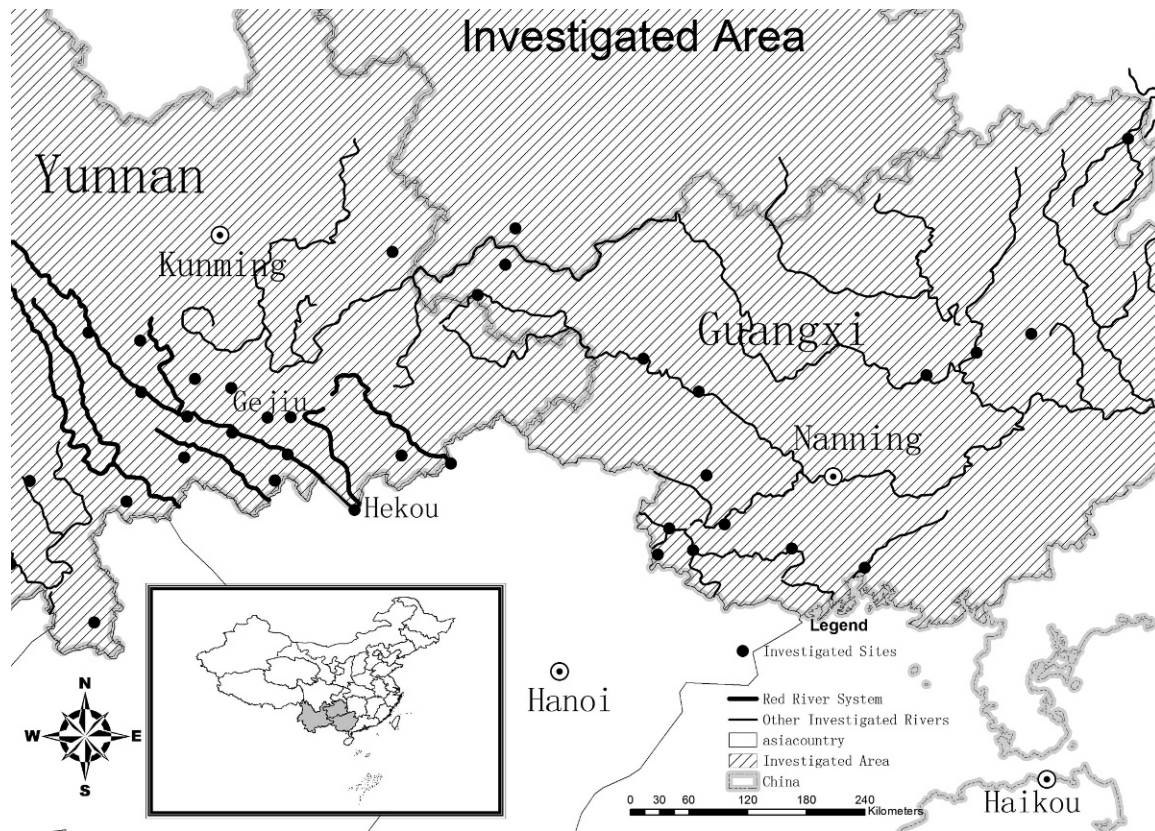 Investigated Area
Yunnan
Kunming
Guangxi
Gejiu
Nanning
Hekou
Legend
Investigated Sites
N
Hanoi
Red River System
Other Investigated Rivers
W
E
asiacountry
Investigated Area
S
China
Haikou
0 30 60 120 180 240
Kilometers